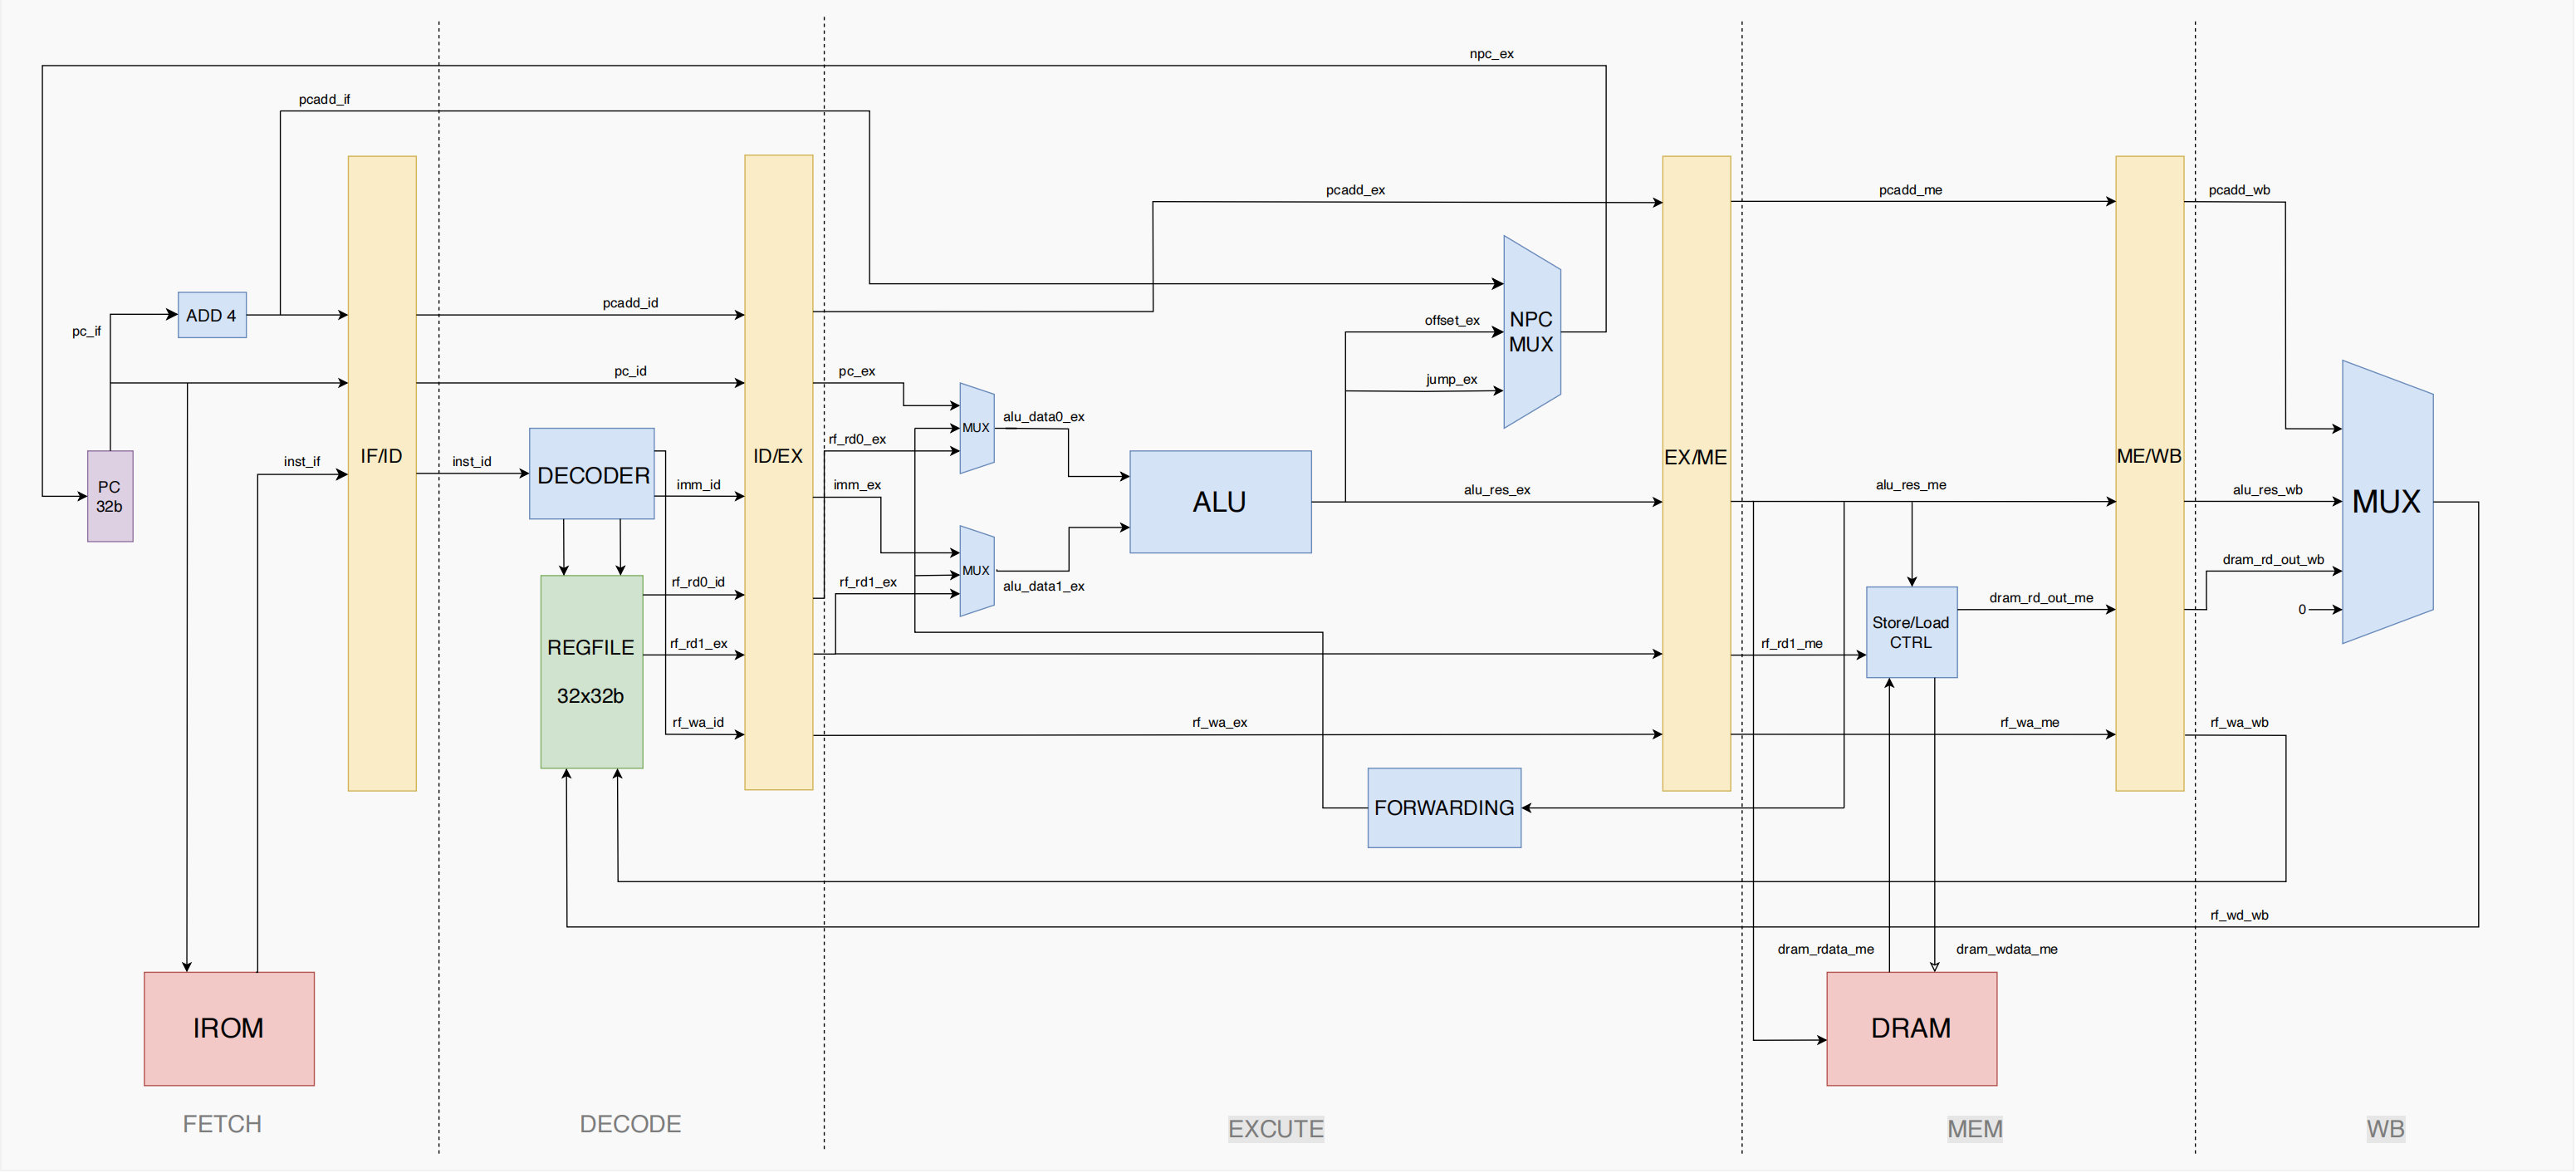 npc_ex
pcadd_if
pcadd_ex
pcadd_me
pcadd_wb
pcadd_id
ADD 4
pc_if
NPC
MUX
offset_ex
jump_ex
pc_id
pc_ex
MUX
alu_data0_ex
rf_rd0_ex
IF/ID
inst_if
inst_id
DECODER
ID/EX
imm_id
imm_ex
PC
32b
ALU
alu_res_ex
EX/ME
alu_res_me
ME/WB
alu_res_wb
MUX
dram_rd_out_wb
0
MUX
alu_data1_ex
rf_rd1_ex
rf_rd0_id
dram_rd_out_me
Store/Load
CTRL
REGFILE
32x32b
rf_rd1_ex
rf_rd1_me
rf_wa_id
rf_wa_ex
rf_wa_me
rf_wa_wb
FORWARDING
rf_wd_wb
dram_rdata_me
dram_wdata_me
IROM
DRAM
FETCH
DECODE
EXCUTE
MEM
WB